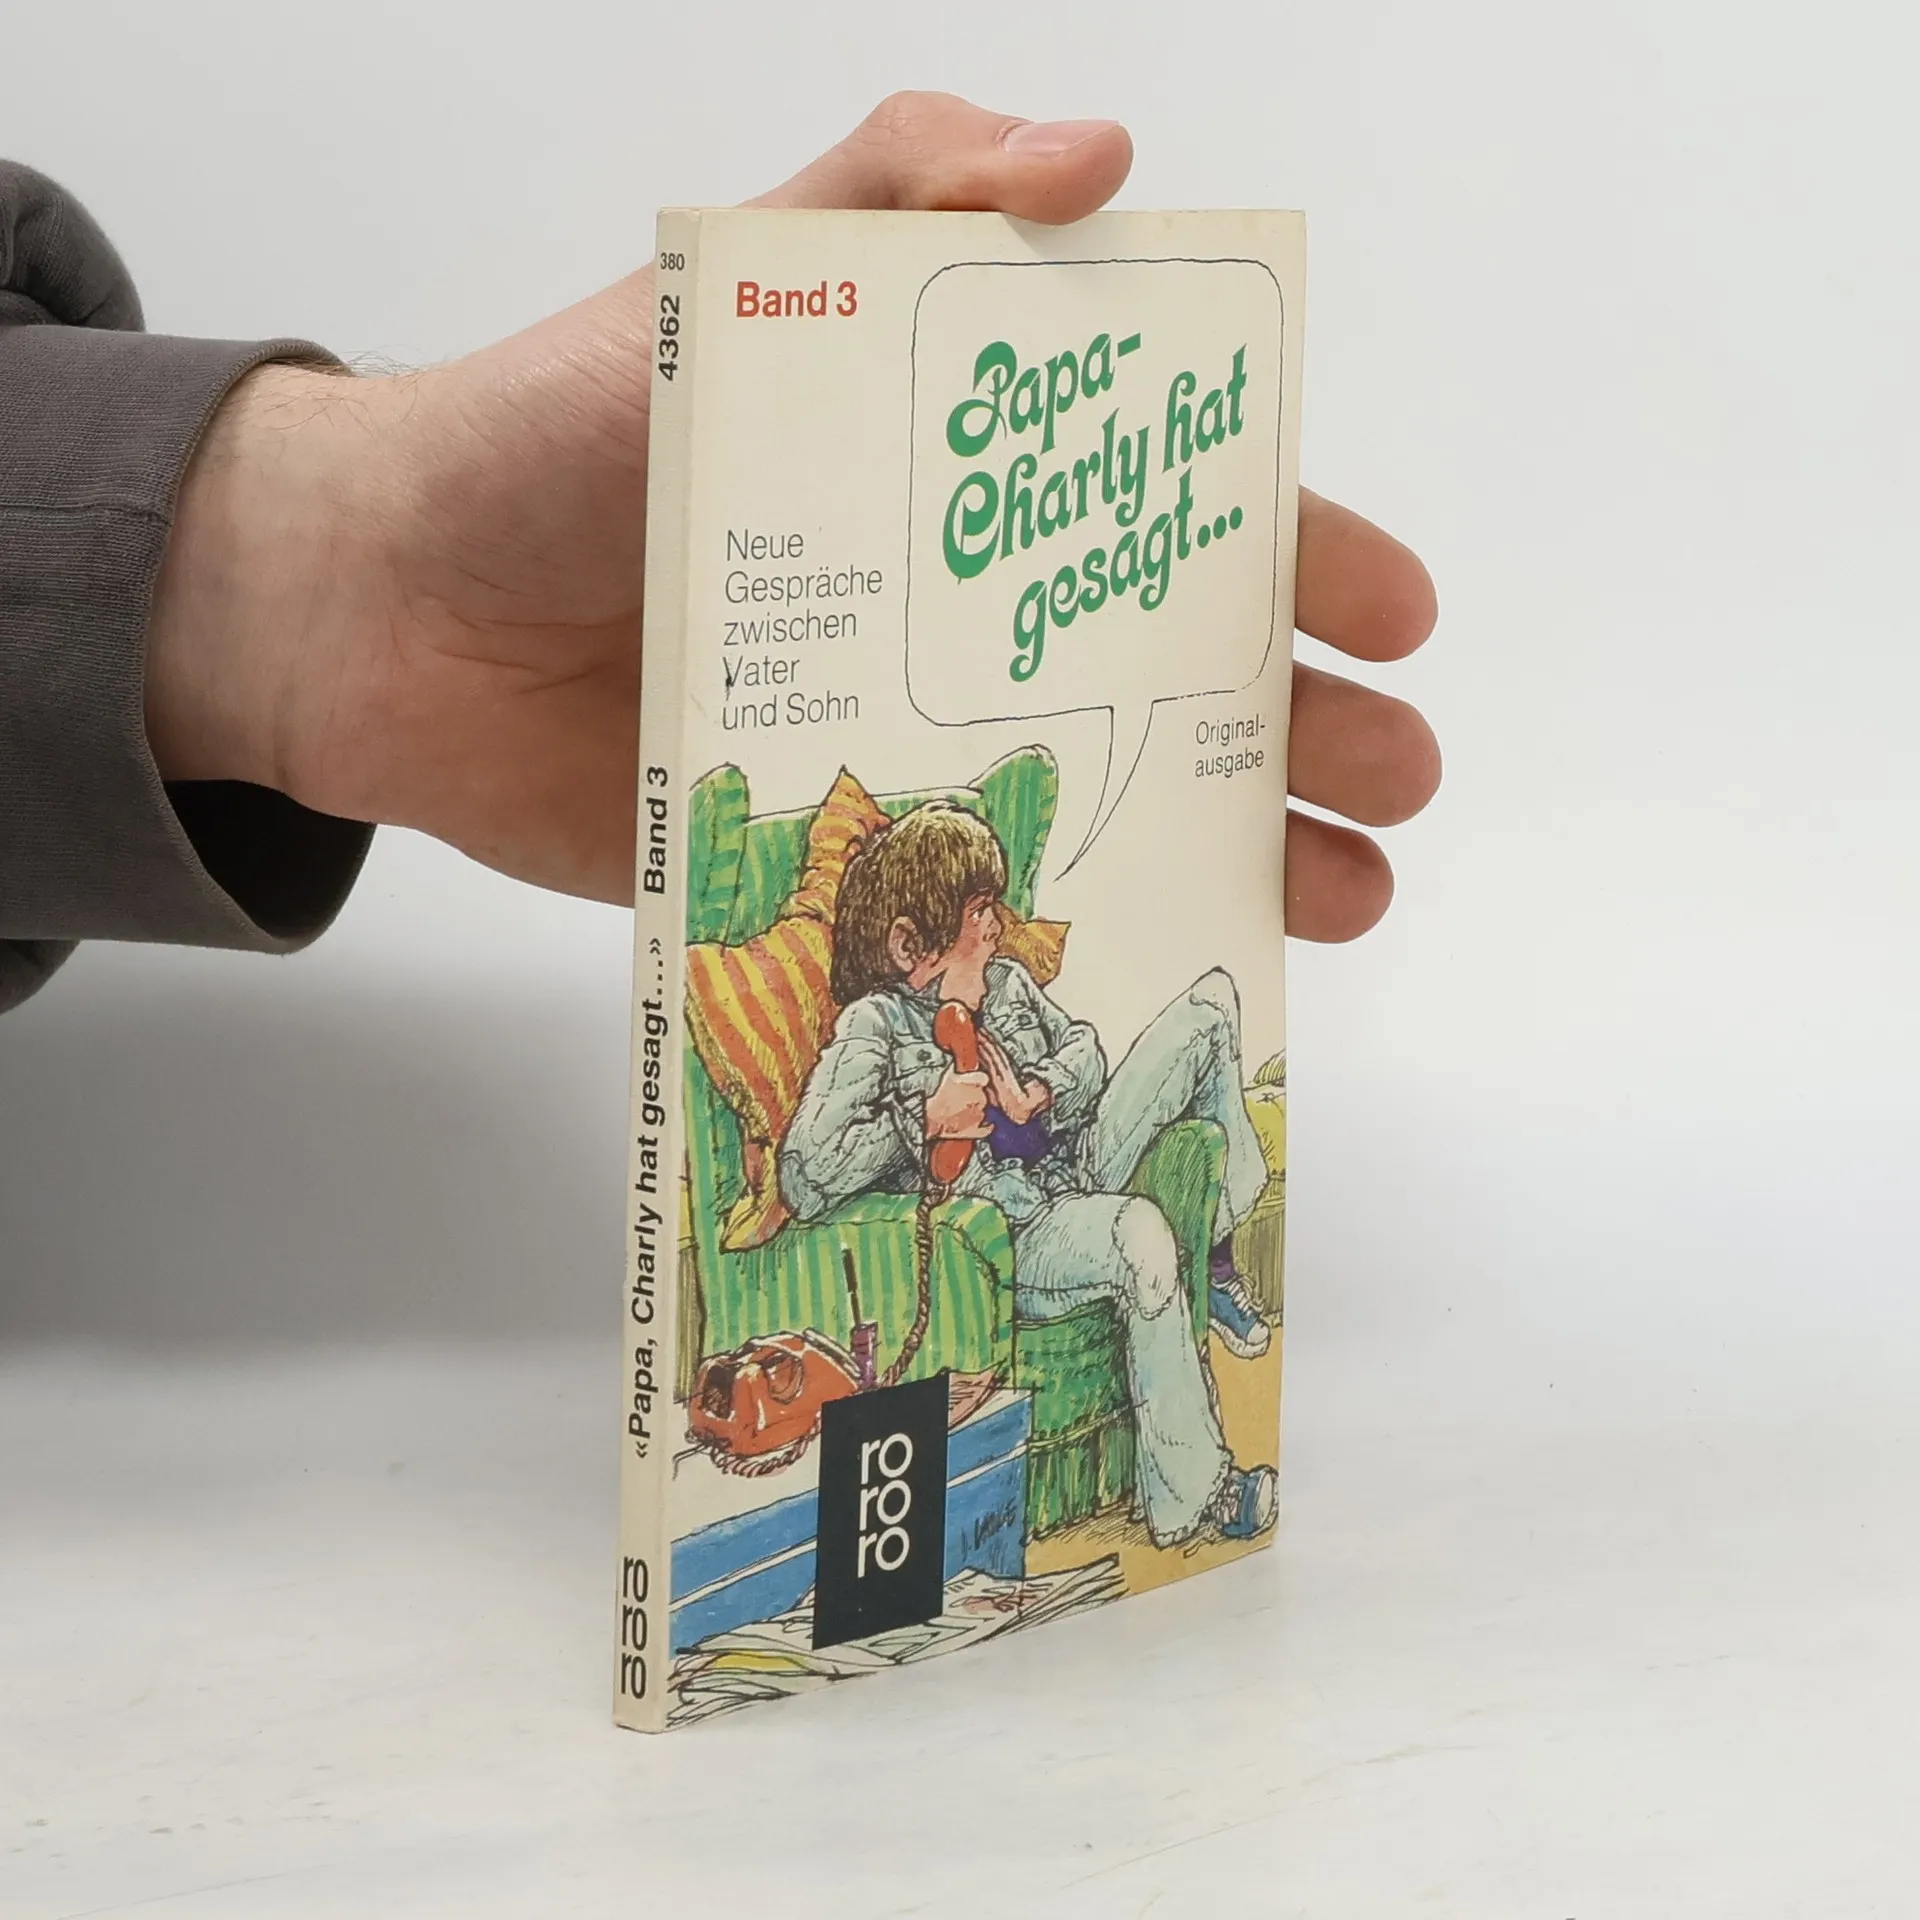 380
4362
Band 3
«Papa, Charly hat gesagt...»
ro
ro
ro
Band 3
Papa-
Charly hat
gesagt...
Neue
Gespräche
zwischen
Vater
und Sohn
Original-
ausgabe
ro
ro
ro